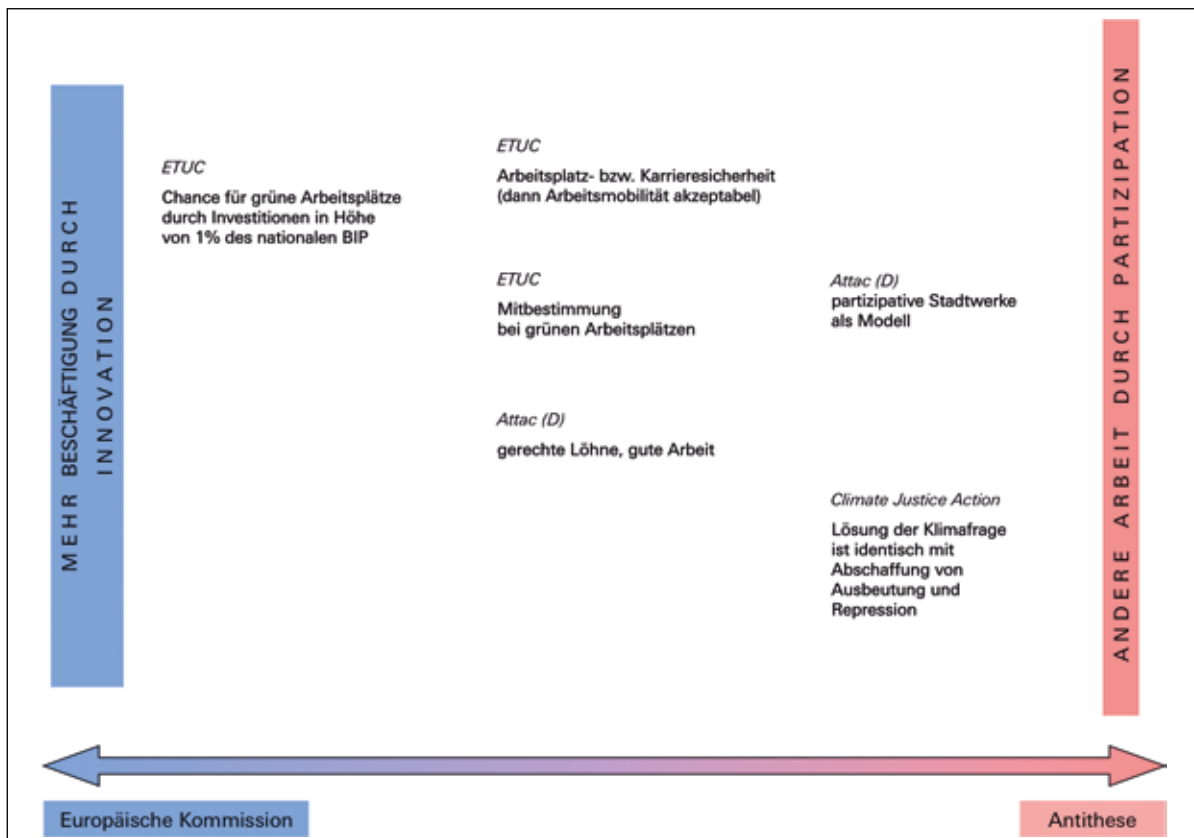 MEHR BESCHÄFTIGUNG DURCH
INNOVATION
ETUC
Chance für grüne Arbeitsplätze
durch Investitionen in Höhe
von 1% des nationalen BIP
ETUC
Arbeitsplatz- bzw. Karrieresicherheit
(dann Arbeitsmobilität akzeptabel)
ETUC
Mitbestimmung
bei grünen Arbeitsplätzen
Attac (D)
gerechte Löhne, gute Arbeit
Attac (D)
partizipative Stadtwerke
als Modell
Climate Justice Action
Lösung der Klimafrage
ist identisch mit
Abschaffung von
Ausbeutung und
Repression
ANDERE ARBEIT DURCH PARTIZIPATION
Europäische Kommission
Antithese